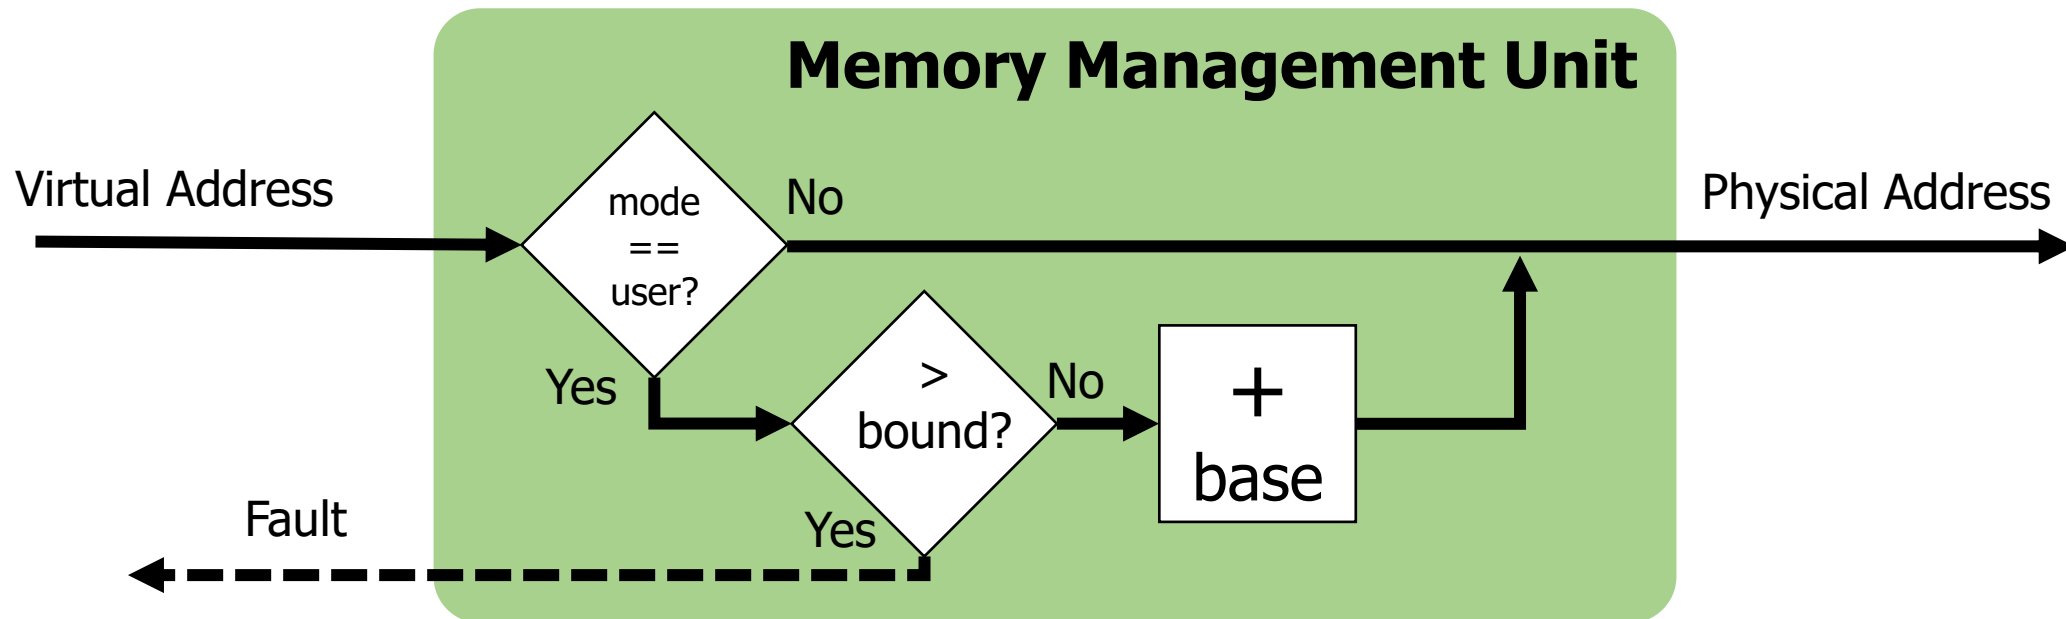 Memory Management Unit
Virtual Address
mode
==
user?
No
Physical Address
Yes
>
bound?
No
+
base
Yes
Fault